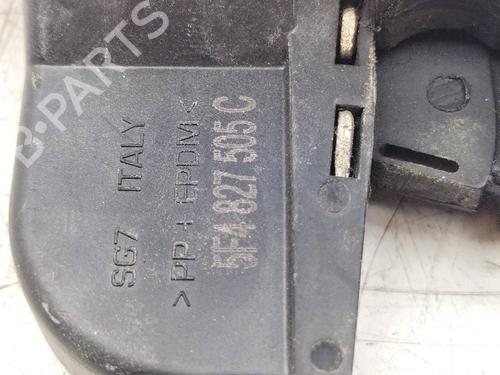 SG7 ITALY
>PP + EPDM<
5F4 827 505 C
B-PARTS